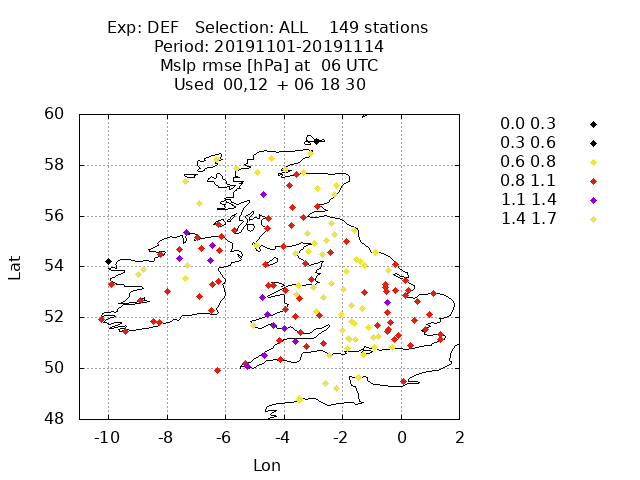 Exp: DEF Selection: ALL 149 stations
Period: 20191101-20191114
Mslp rmse [hPa] at 06 UTC
Used 00,12 + 06 18 30
60
58
56
54
52
50
48
Lat
-10 -8 -6 -4 -2 0 2
Lon
0.0 0.3
0.3 0.6
0.6 0.8
0.8 1.1
1.1 1.4
1.4 1.7